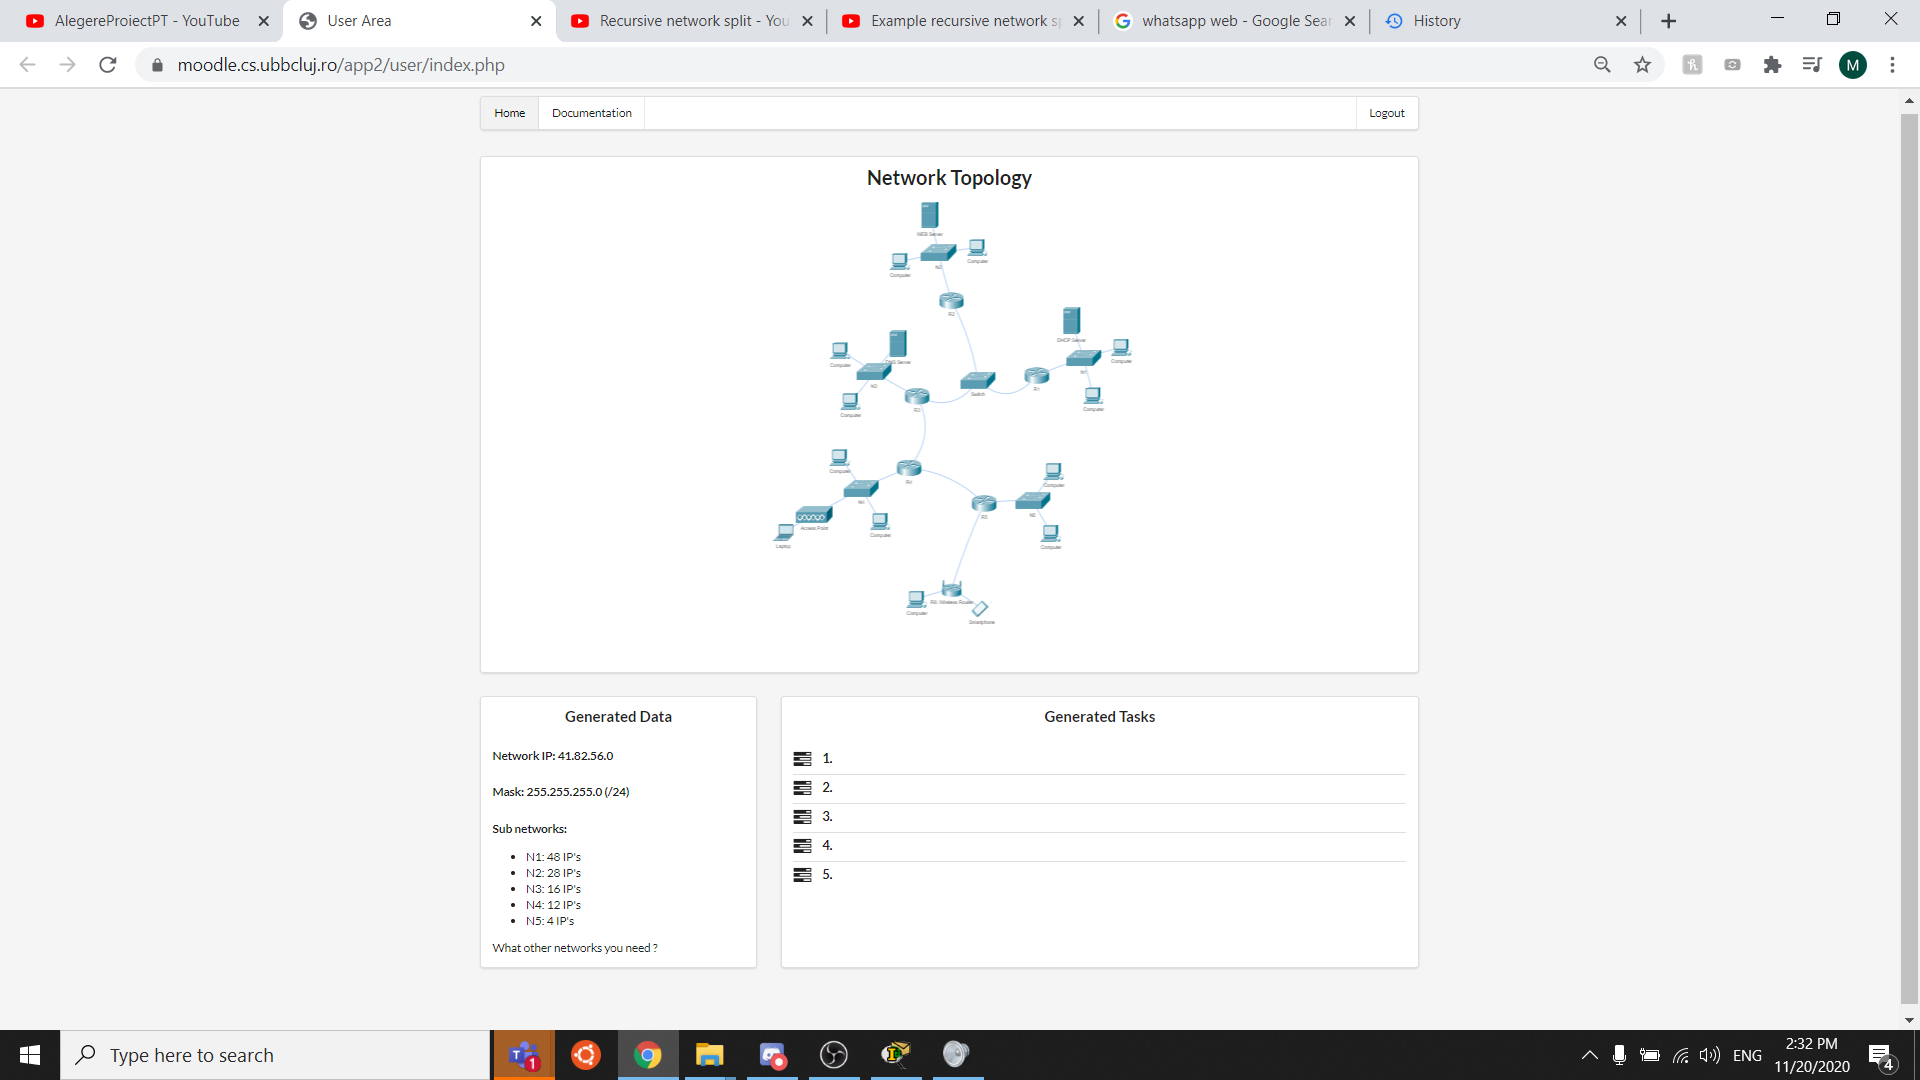 AlegereProiectPT - YouTube
User Area
Recursive network split - You
Example recursive network sp
whatsapp web - Google Sear
History
moodle.cs.ubbcluj.ro/app2/user/index.php
M
Home
Documentation
Logout
Network Topology
WEB Server
Computer
Computer
N2
R2
DHCP Server
Computer
N1
R1
Computer
DNS Server
Computer
N3
Computer
R3
Switch
Computer
R4
N4
Access Point
Computer
Laptop
Computer
R5
N5
Computer
R6: Wireless Router
Computer
Smartphone
Generated Data
Network IP: 41.82.56.0
Mask: 255.255.255.0 (/24)
Sub networks:
N1: 48 IP's
N2: 28 IP's
N3: 16 IP's
N4: 12 IP's
N5: 4 IP's
What other networks you need ?
Generated Tasks
1.
2.
3.
4.
5.
Type here to search
1
ENG
2:32 PM
11/20/2020
4